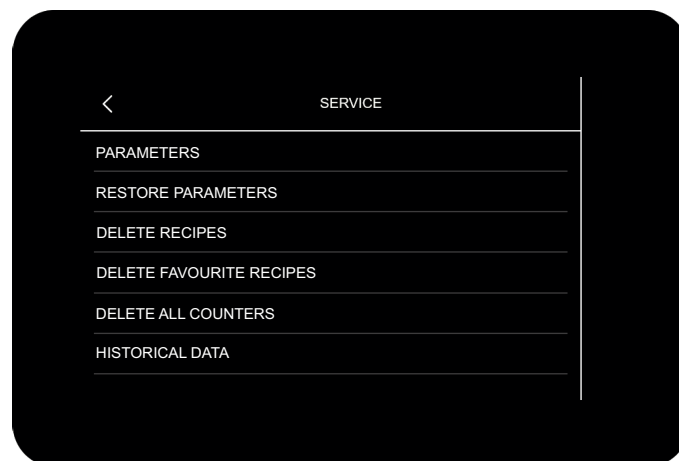 SERVICE
PARAMETERS
RESTORE PARAMETERS
DELETE RECIPES
DELETE FAVOURITE RECIPES
DELETE ALL COUNTERS
HISTORICAL DATA